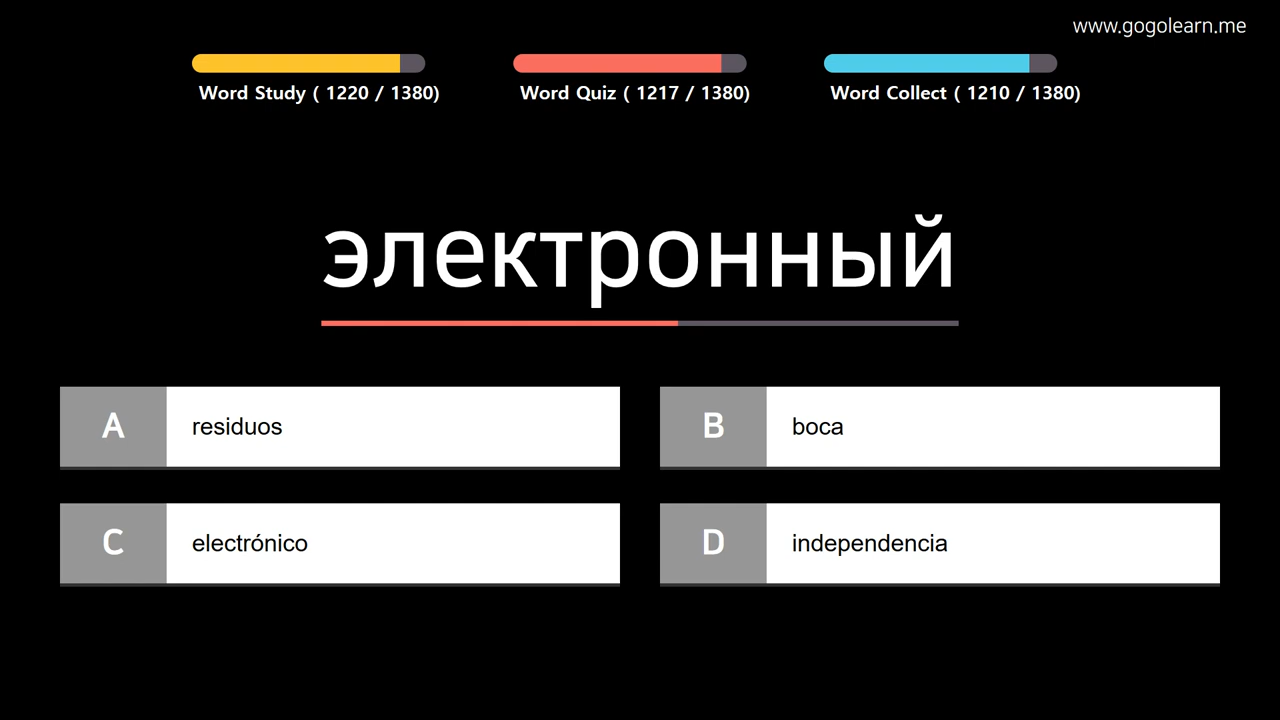 www.gogolearn.me
Word Study ( 1220 / 1380)
Word Quiz ( 1217 / 1380)
Word Collect ( 1210 / 1380)
электронный
A residuos
B boca
C electrónico
D independencia